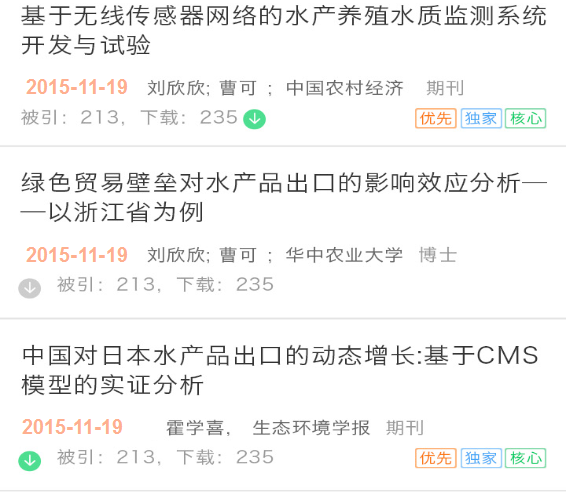 基于无线传感器网络的水产养殖水质监测系统
开发与试验
2015-11-19 刘欣欣; 曹可 ; 中国农村经济 期刊
被引: 213, 下载: 235 优先 独家 核心
绿色贸易壁垒对水产品出口的影响效应分析—
—以浙江省为例
2015-11-19 刘欣欣; 曹可 ; 华中农业大学 博士
被引: 213, 下载: 235
中国对日本水产品出口的动态增长:基于CMS
模型的实证分析
2015-11-19 霍学喜, 生态环境学报 期刊
被引: 213, 下载: 235 优先 独家 核心